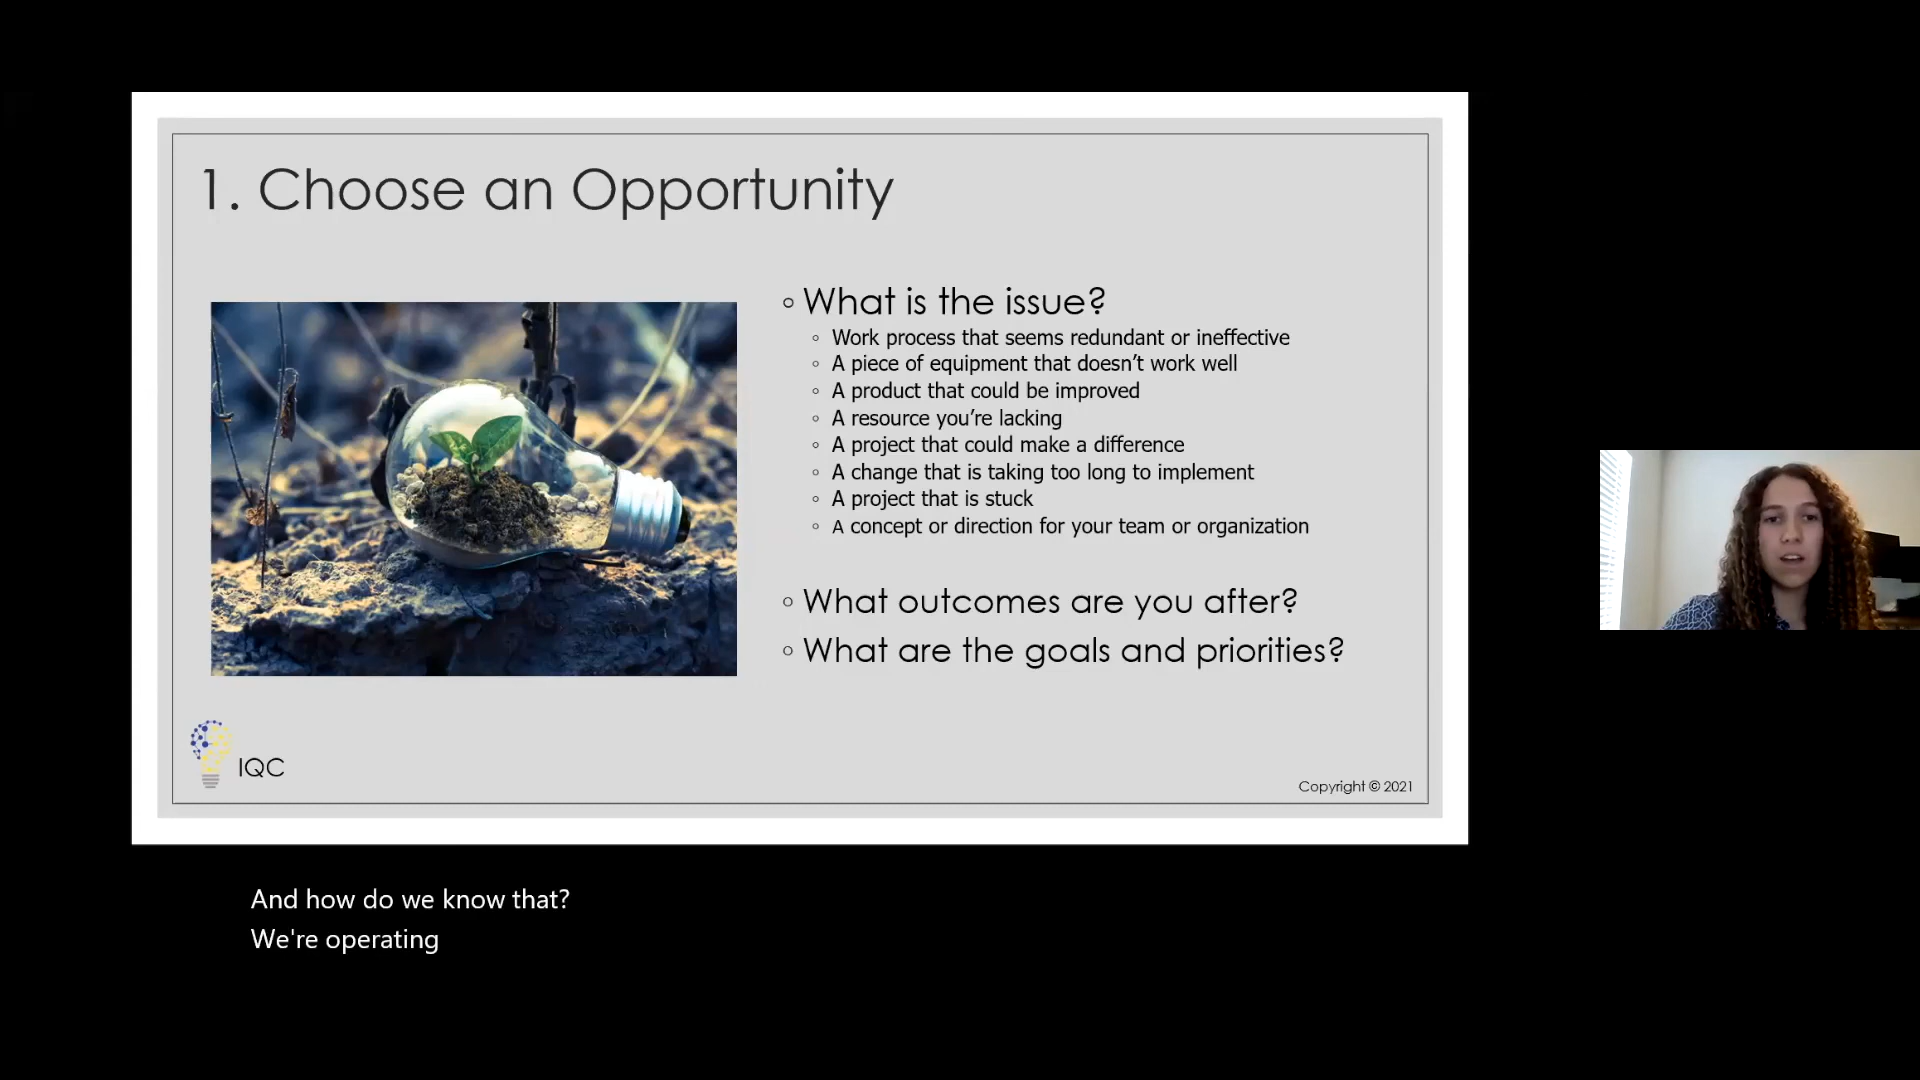 1. Choose an Opportunity
◦ What is the issue?
◦ Work process that seems redundant or ineffective
◦ A piece of equipment that doesn’t work well
◦ A product that could be improved
◦ A resource you’re lacking
◦ A project that could make a difference
◦ A change that is taking too long to implement
◦ A project that is stuck
◦ A concept or direction for your team or organization
◦ What outcomes are you after?
◦ What are the goals and priorities?
IQC
Copyright © 2021
And how do we know that?
We're operating